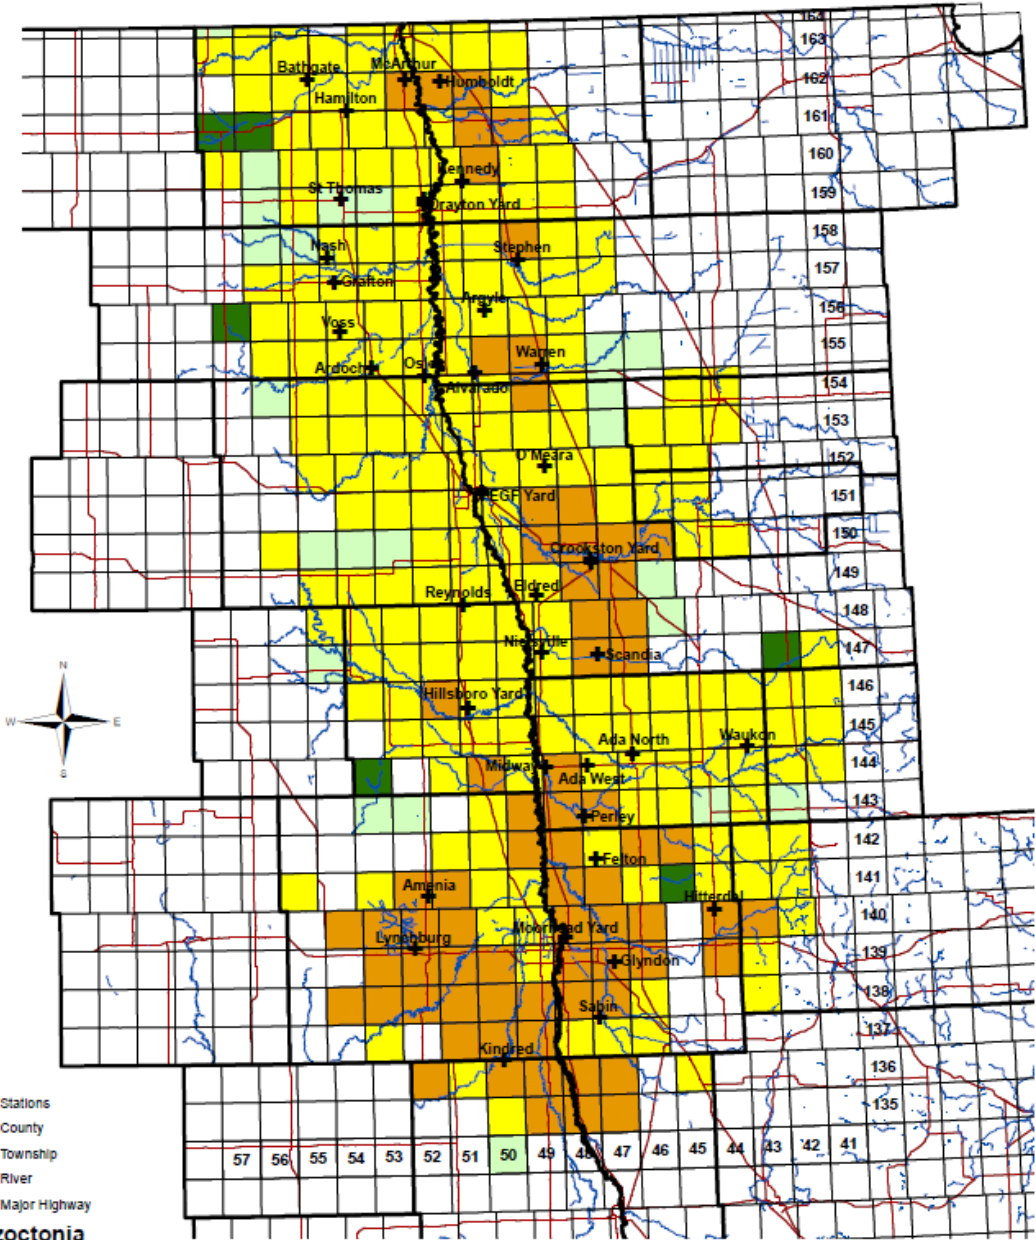 164
163
McArthur
Bathgate
Humboldt
162
Hamilton
161
160
Kennedy
St Thomas
159
Drayton Yard
158
Nash
Stephen
157
Grafton
Argyle
156
Voss
155
Warren
Ardoch
Oslo
Alvarado
154
153
O'Meara
152
EGF Yard
151
150
Crookston Yard
149
Eldred
Reynolds
148
Nielsville
Scandia
147
N
W E
S
146
Hillsboro Yard
145
Ada North
Waukon
Midway
144
Ada West
143
Perley
142
Felton
141
Amenia
Hitterdal
140
Moorhead Yard
Lynchburg
139
Glyndon
138
Sabin
137
Kindred
136
Stations
135
County
Township
57 56 55 54 53 52 51 50 49 48 47 46 45 44 43 42 41
River
Major Highway
zoctonia